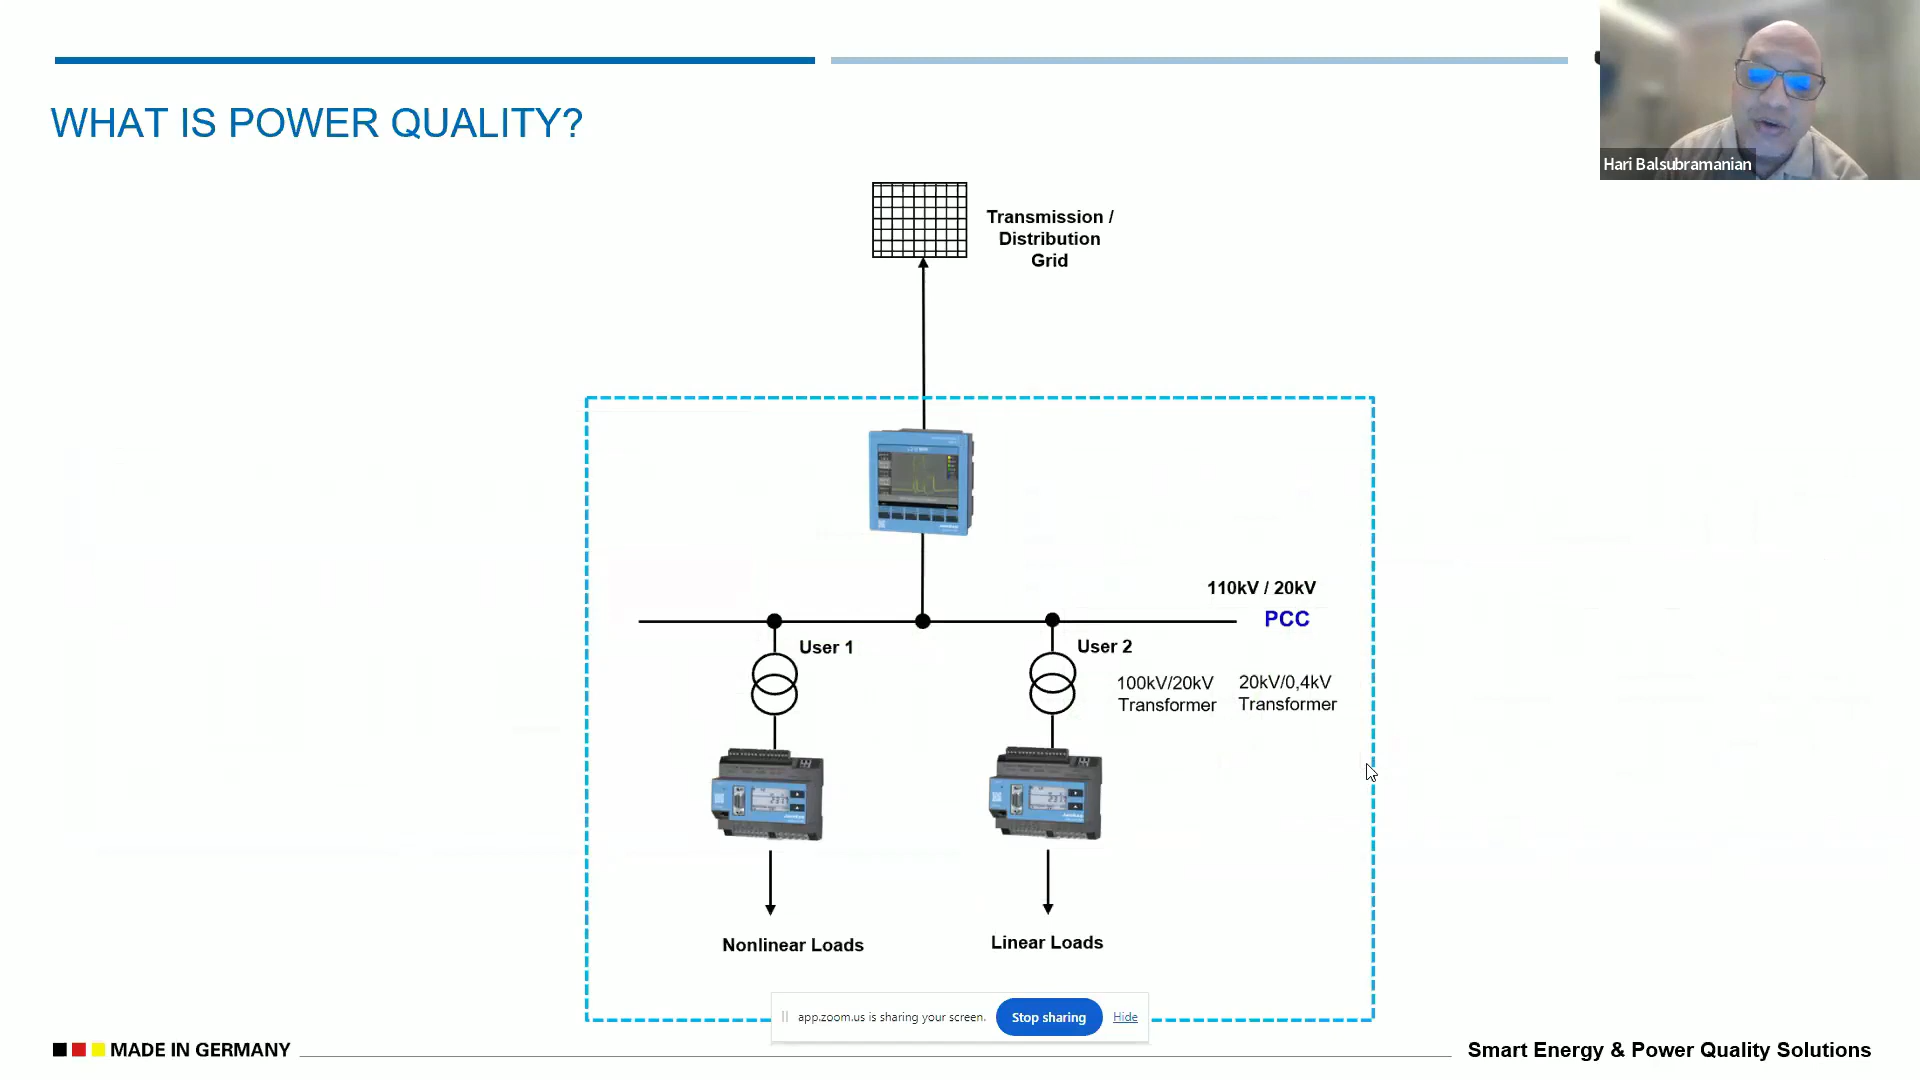 WHAT IS POWER QUALITY?
Hari Balsubramanian
Transmission /
Distribution
Grid
110kV / 20kV
PCC
User 1
User 2
100kV/20kV
Transformer
20kV/0,4kV
Transformer
Nonlinear Loads
Linear Loads
app.zoom.us is sharing your screen.
Stop sharing
Hide
MADE IN GERMANY
Smart Energy & Power Quality Solutions